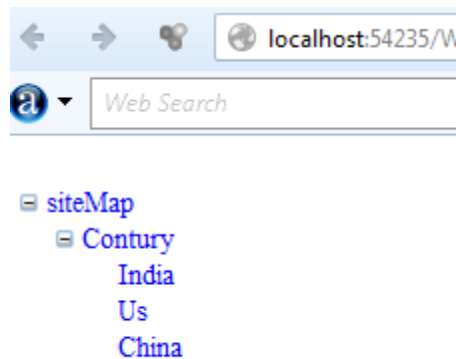 localhost:54235/W
a Web Search
siteMap
Contury
India
Us
China